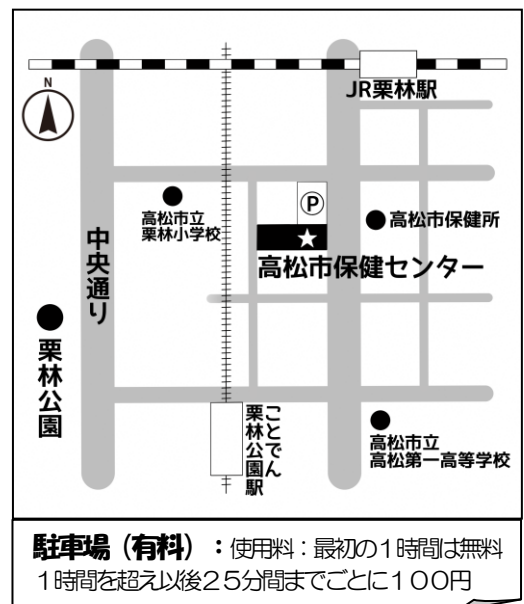 N
JR栗林駅
P
高松市立
栗林小学校
高松市保健所
高松市保健センター
中央通り
栗林公園
ことでん
栗林公園駅
高松市立
高松第一高等学校
駐車場（有料）：使用料：最初の１時間は無料
１時間を超え以後２５分間までごとに１００円